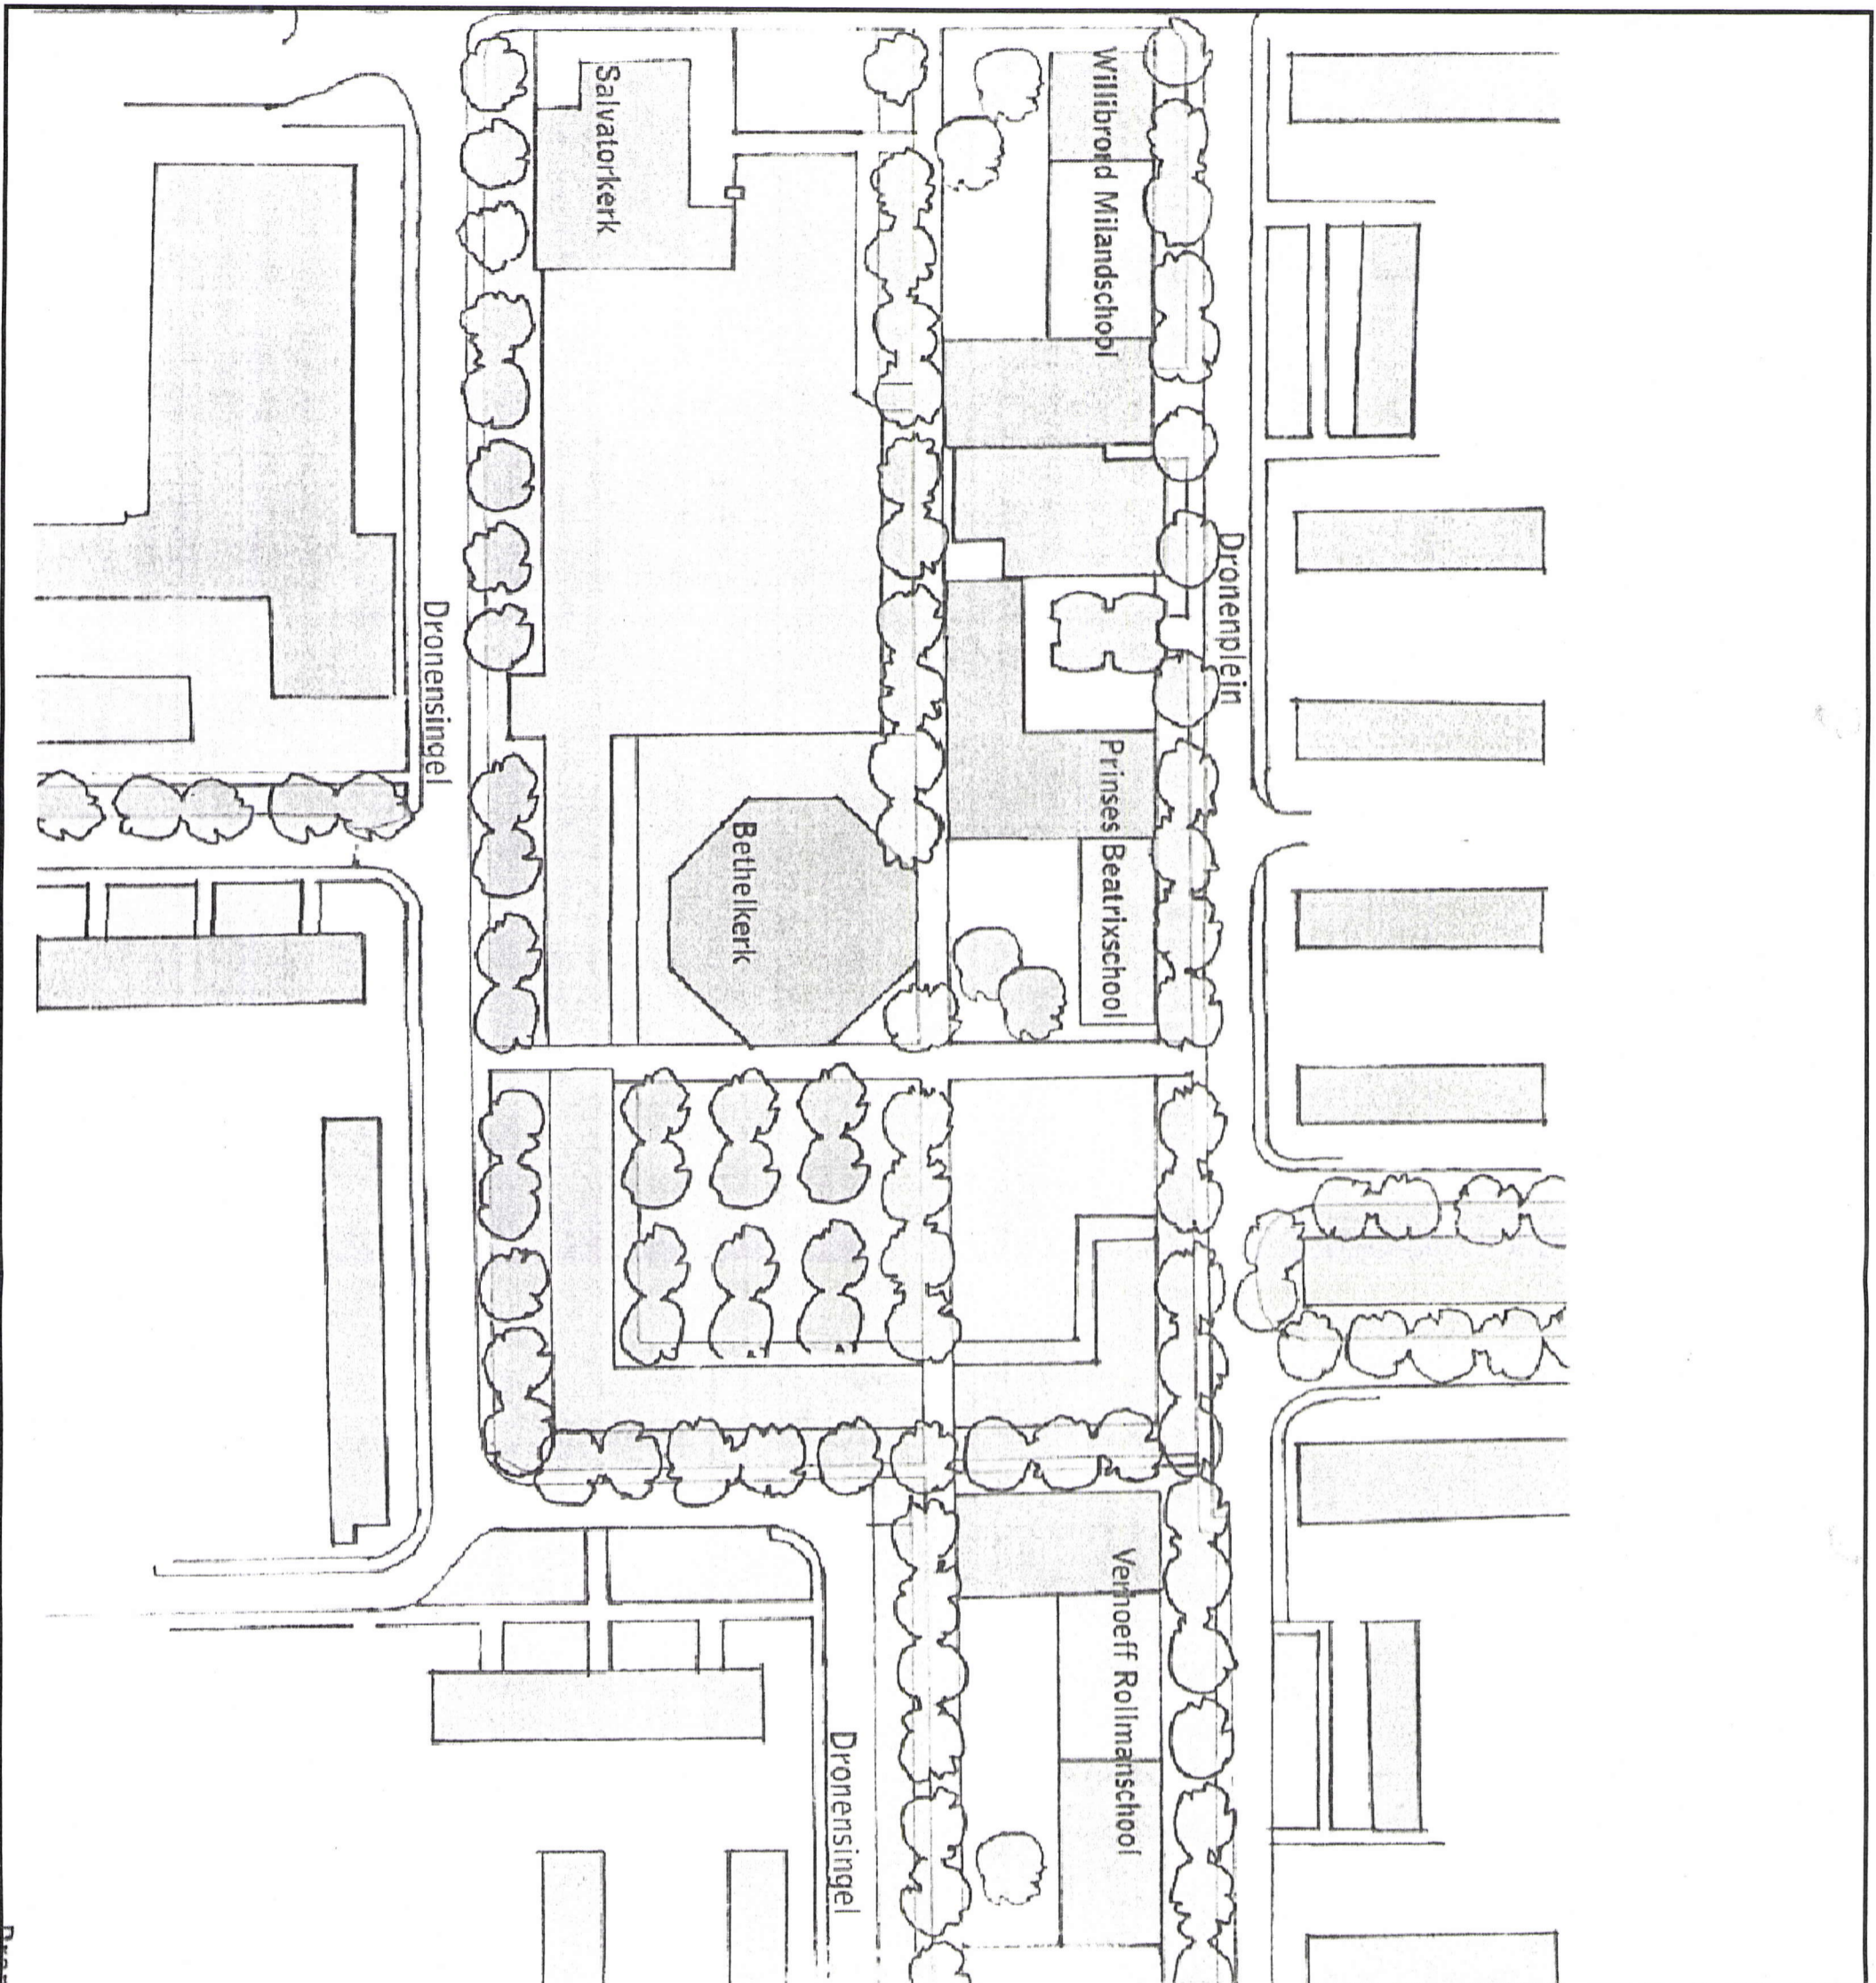 Willibrord Milandschool
Salvatorkerk
Dronenplein
Dronensingel
Prinses Beatrixschool
Bethelkerk
Verhoeff Rollmanschool
Dronensingel